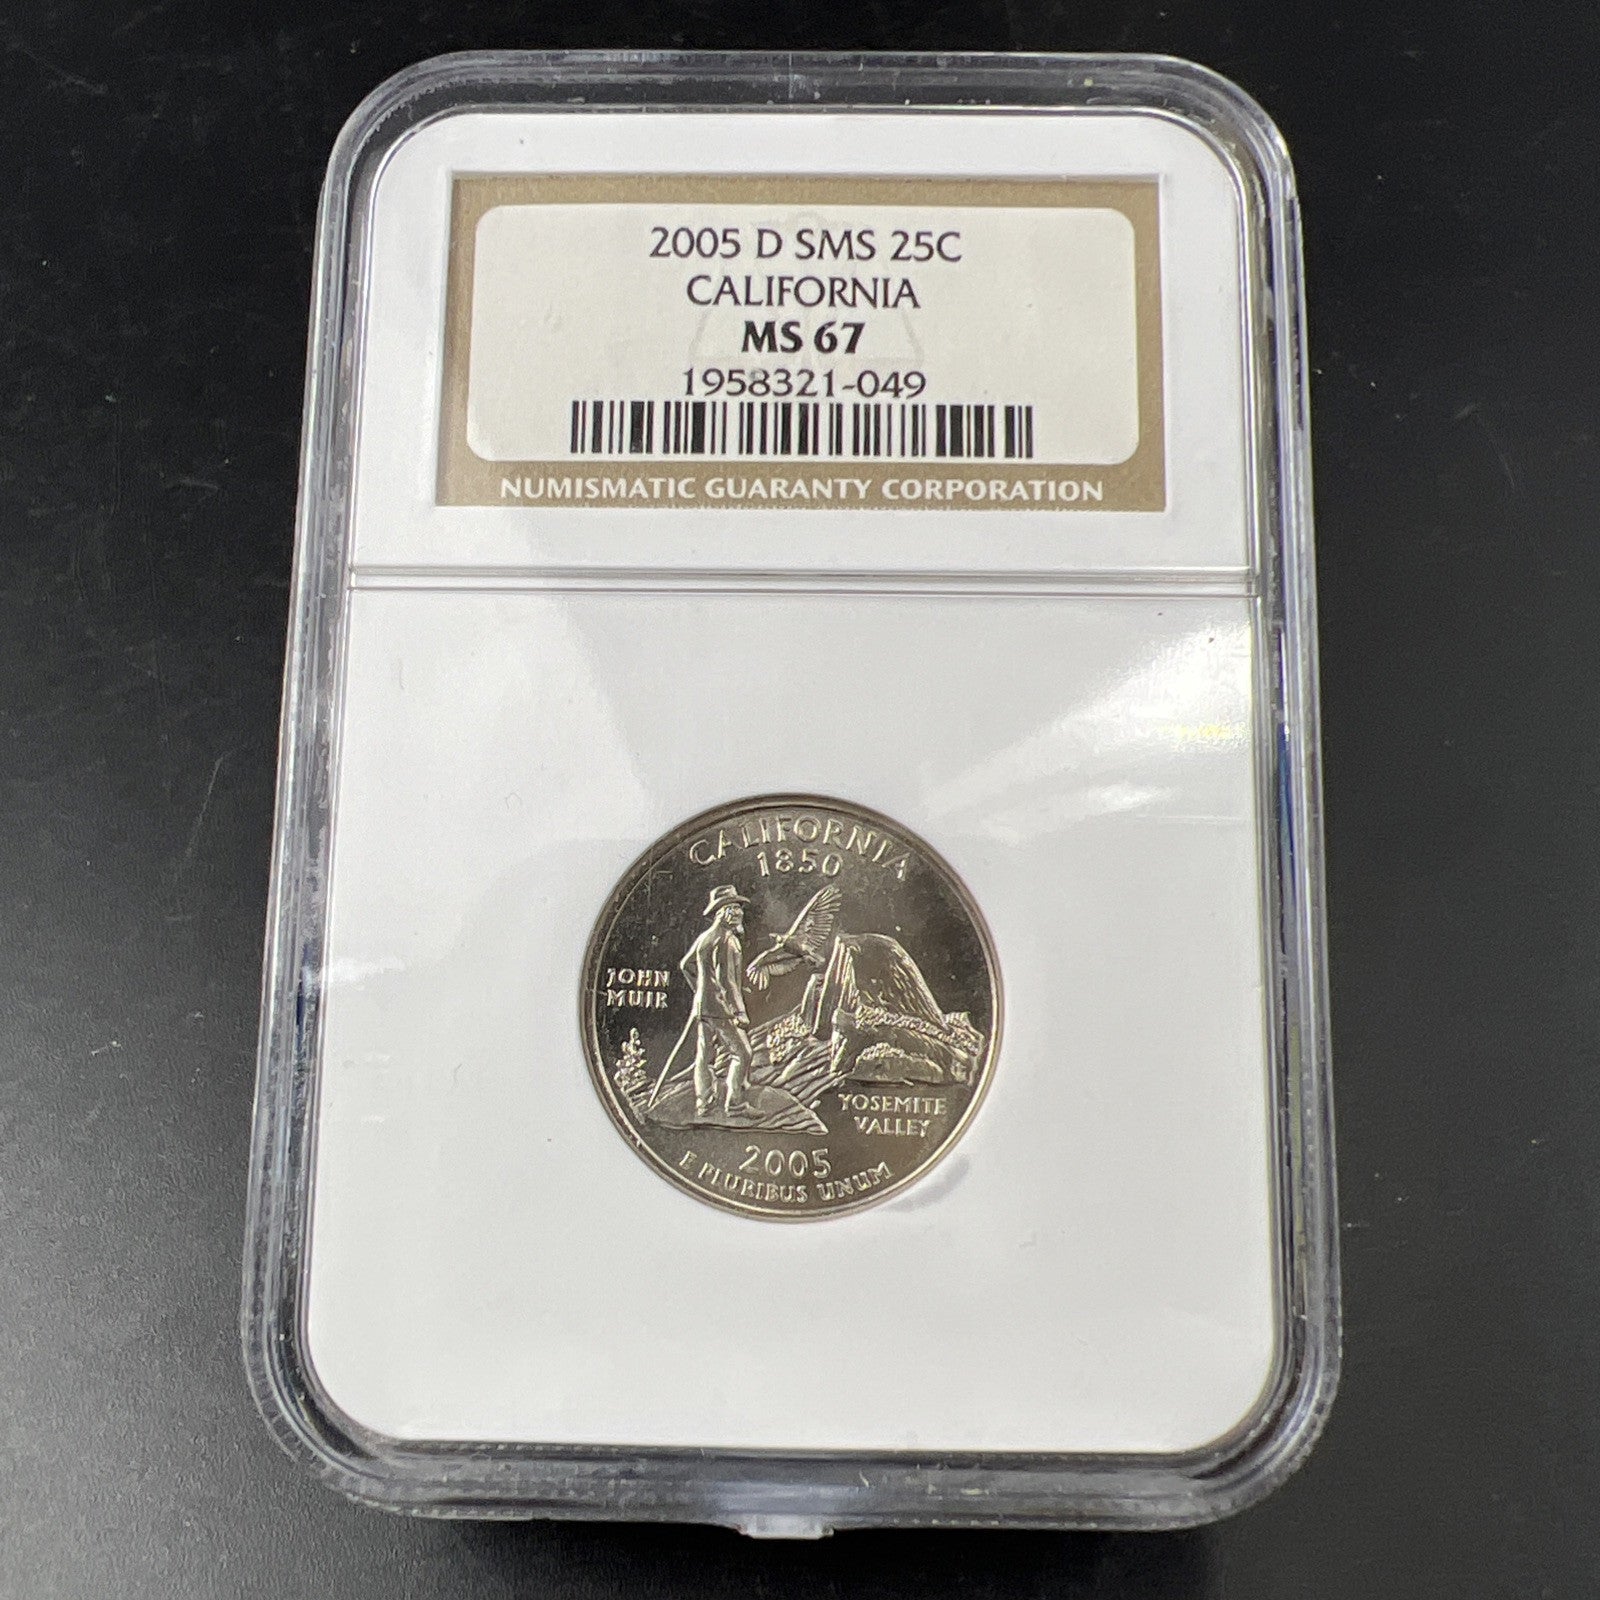 2005 D SMS 25C
CALIFORNIA
MS 67
1958321-049
NUMISMATIC GUARANTY CORPORATION
CALIFORNIA
1850
JOHN
MUIR
YOSEMITE
VALLEY
2005
E PLURIBUS UNUM